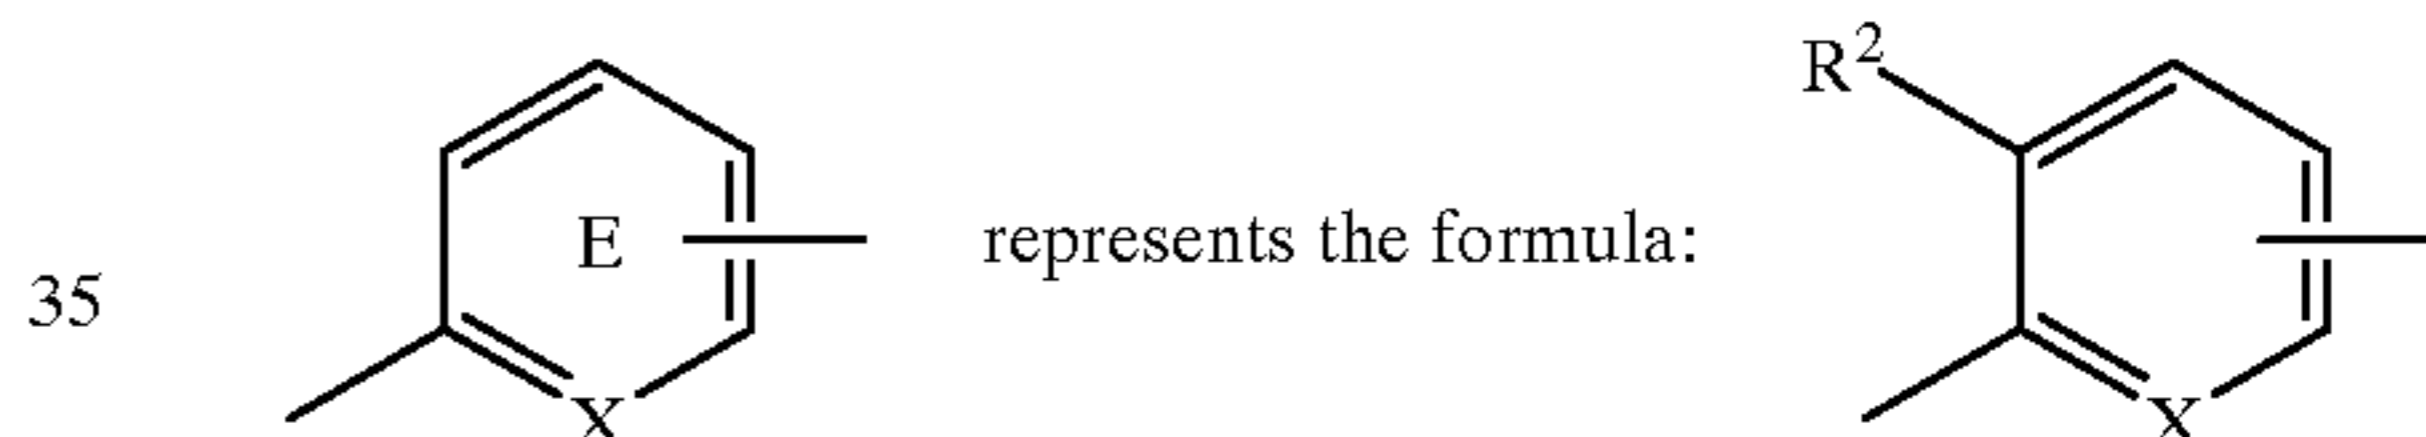 R²
E represents the formula:
35
X X